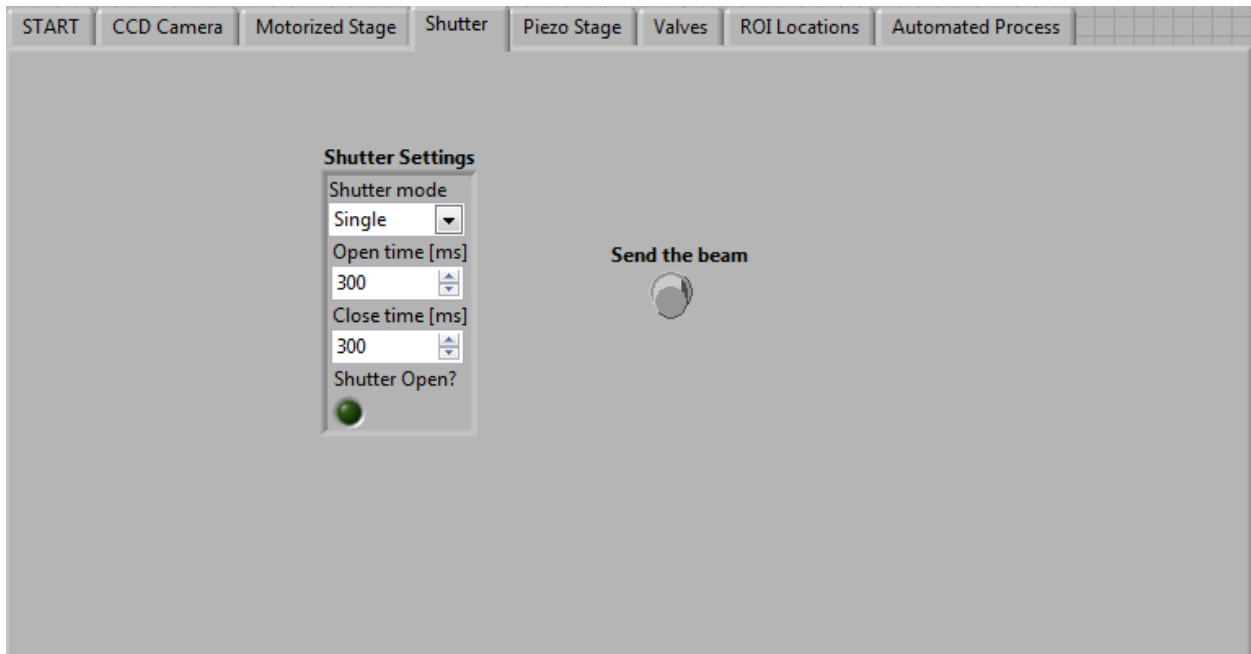 START CCD Camera Motorized Stage Shutter Piezo Stage Valves ROI Locations Automated Process
Shutter Settings
Shutter mode
Single
Open time [ms]
300
Close time [ms]
300
Shutter Open?
Send the beam